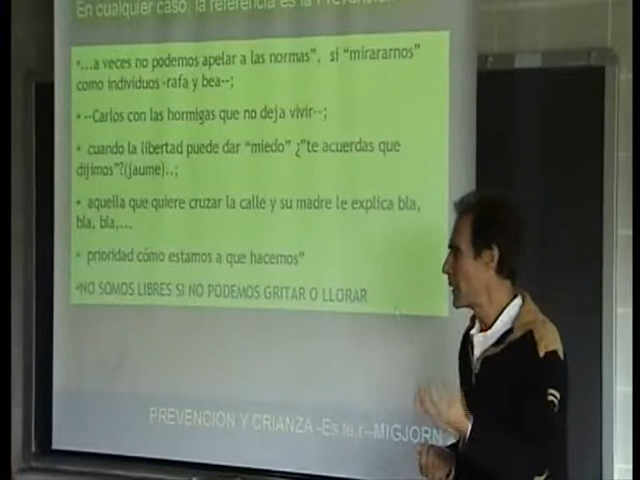 En cualquier caso, la referencia es la Prevención
•"...a veces no podemos apelar a las normas", si "mirararnos"
como individuos -rafa y bea--;
• --Carlos con las hormigas que no deja vivir--;
• cuando la libertad puede dar "miedo" ¿"te acuerdas que
dijimos"?(jaume)..;
• aquella que quiere cruzar la calle y su madre le explica bla,
bla, bla,...
• prioridad cómo estamos a que hacemos"
•NO SOMOS LIBRES SI NO PODEMOS GRITAR O LLORAR
PREVENCION Y CRIANZA -Es.te.r--MIGJORN